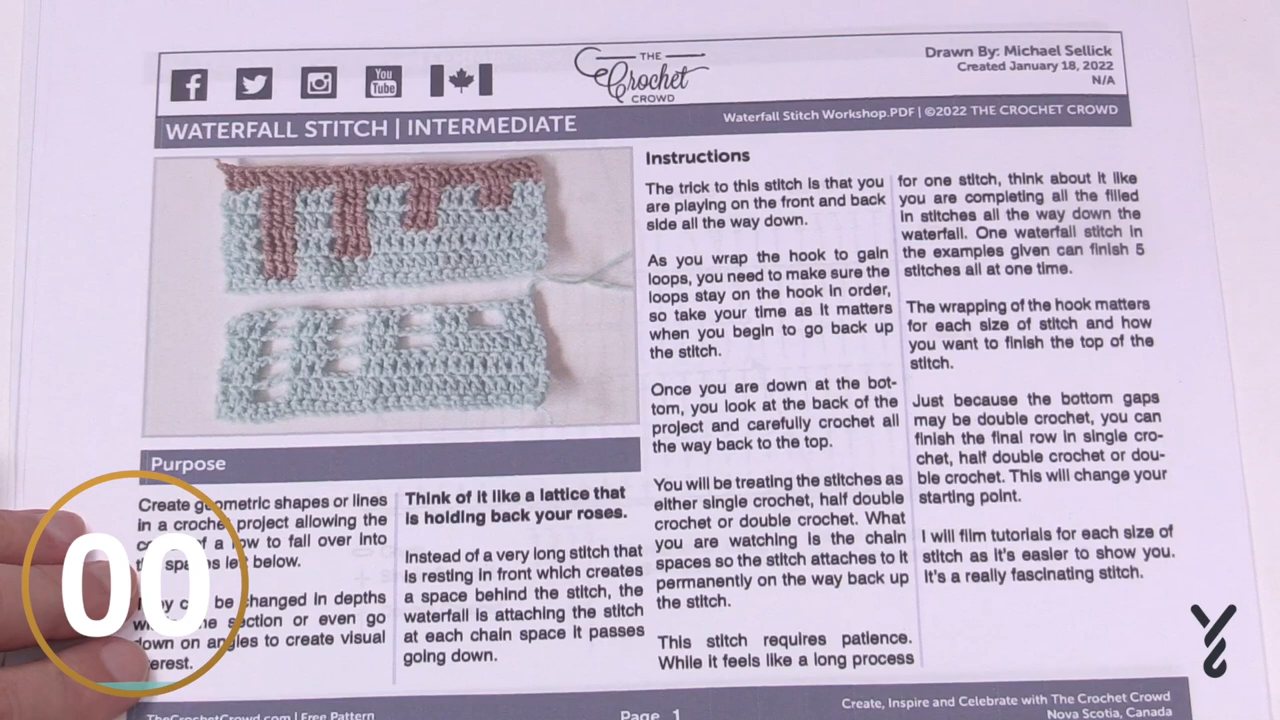 You
Tube
THE
Crochet
CROWD
Drawn By: Michael Sellick
Created January 18, 2022
N/A
WATERFALL STITCH | INTERMEDIATE
Waterfall Stitch Workshop.PDF | ©2022 THE CROCHET CROWD
Purpose
Create geometric shapes or lines
in a crochet project allowing the
of a row to fall over into
below.
be changed in depths
section or even go
down on angles to create visual
Think of it like a lattice that
is holding back your roses.
Instead of a very long stitch that
is resting in front which creates
a space behind the stitch, the
waterfall is attaching the stitch
at each chain space it passes
going down.
Instructions
The trick to this stitch is that you
are playing on the front and back
side all the way down.
As you wrap the hook to gain
loops, you need to make sure the
loops stay on the hook in order,
so take your time as it matters
when you begin to go back up
the stitch.
Once you are down at the bot-
tom, you look at the back of the
project and carefully crochet all
the way back to the top.
You will be treating the stitches as
either single crochet, half double
crochet or double crochet. What
you are watching is the chain
spaces so the stitch attaches to it
permanently on the way back up
the stitch.
This stitch requires patience.
While it feels like a long process
for one stitch, think about it like
you are completing all the filled
in stitches all the way down the
waterfall. One waterfall stitch in
the examples given can finish 5
stitches all at one time.
The wrapping of the hook matters
for each size of stitch and how
you want to finish the top of the
stitch.
Just because the bottom gaps
may be double crochet, you can
finish the final row in single cro-
chet, half double crochet or dou-
ble crochet. This will change your
starting point.
I will film tutorials for each size of
stitch as it's easier to show you.
It's a really fascinating stitch.
00
TheCrochetCrowd.com | Free Pattern
Page 1
Create, Inspire and Celebrate with The Crochet Crowd
Nova Scotia, Canada